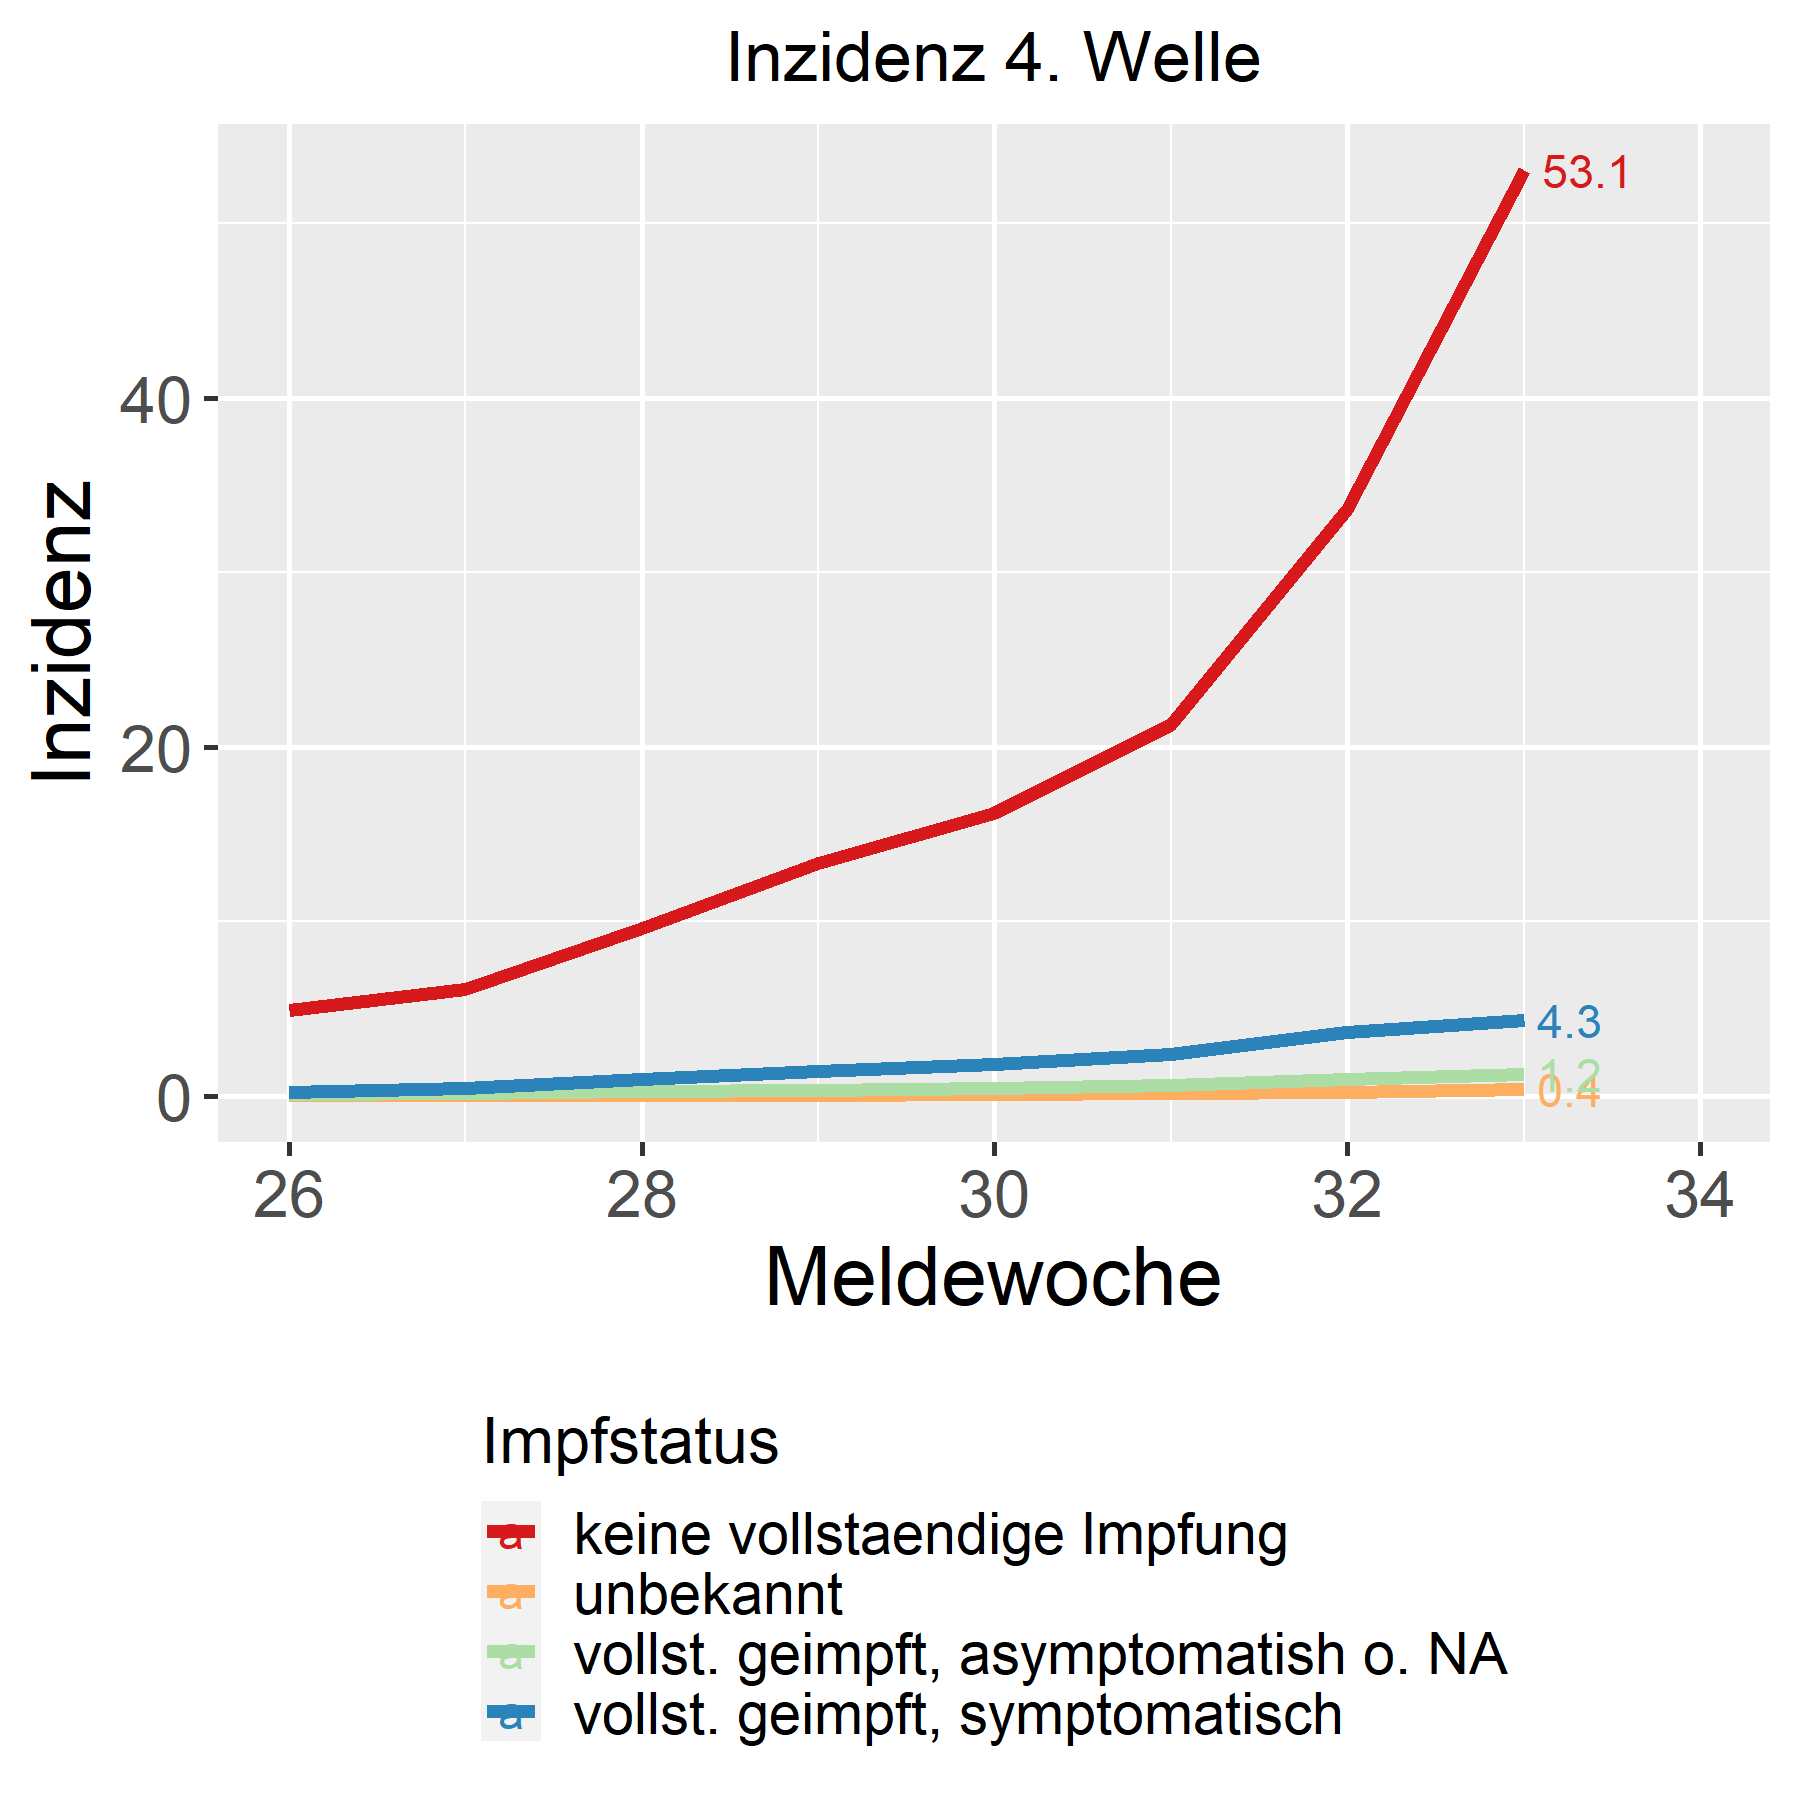 Inzidenz 4. Welle
53.1
40
20
0
Inzidenz
4.3
1.2
0.4
26 28 30 32 34
Meldewoche
Impfstatus
a keine vollstaendige Impfung
a unbekannt
a vollst. geimpft, asymptomatish o. NA
a vollst. geimpft, symptomatisch